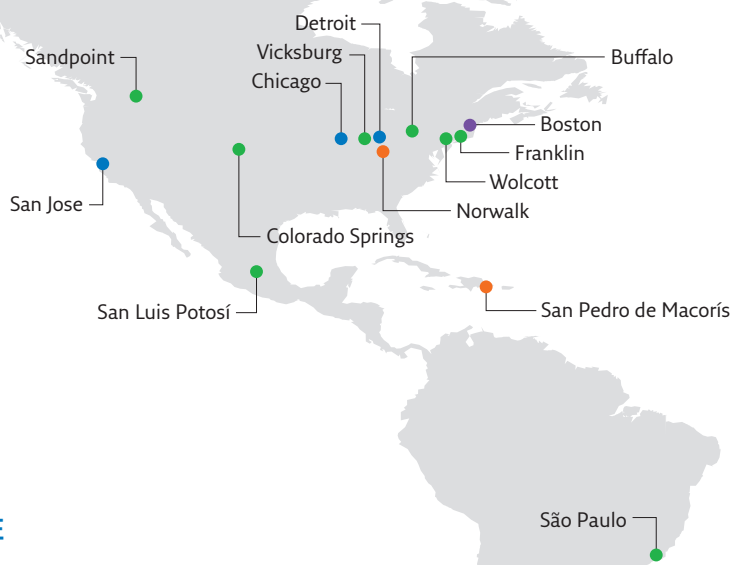 Detroit
Sandpoint
Vicksburg
Buffalo
Chicago
Boston
Franklin
Wolcott
San Jose
Norwalk
Colorado Springs
San Luis Potosí
San Pedro de Macorís
São Paulo
E